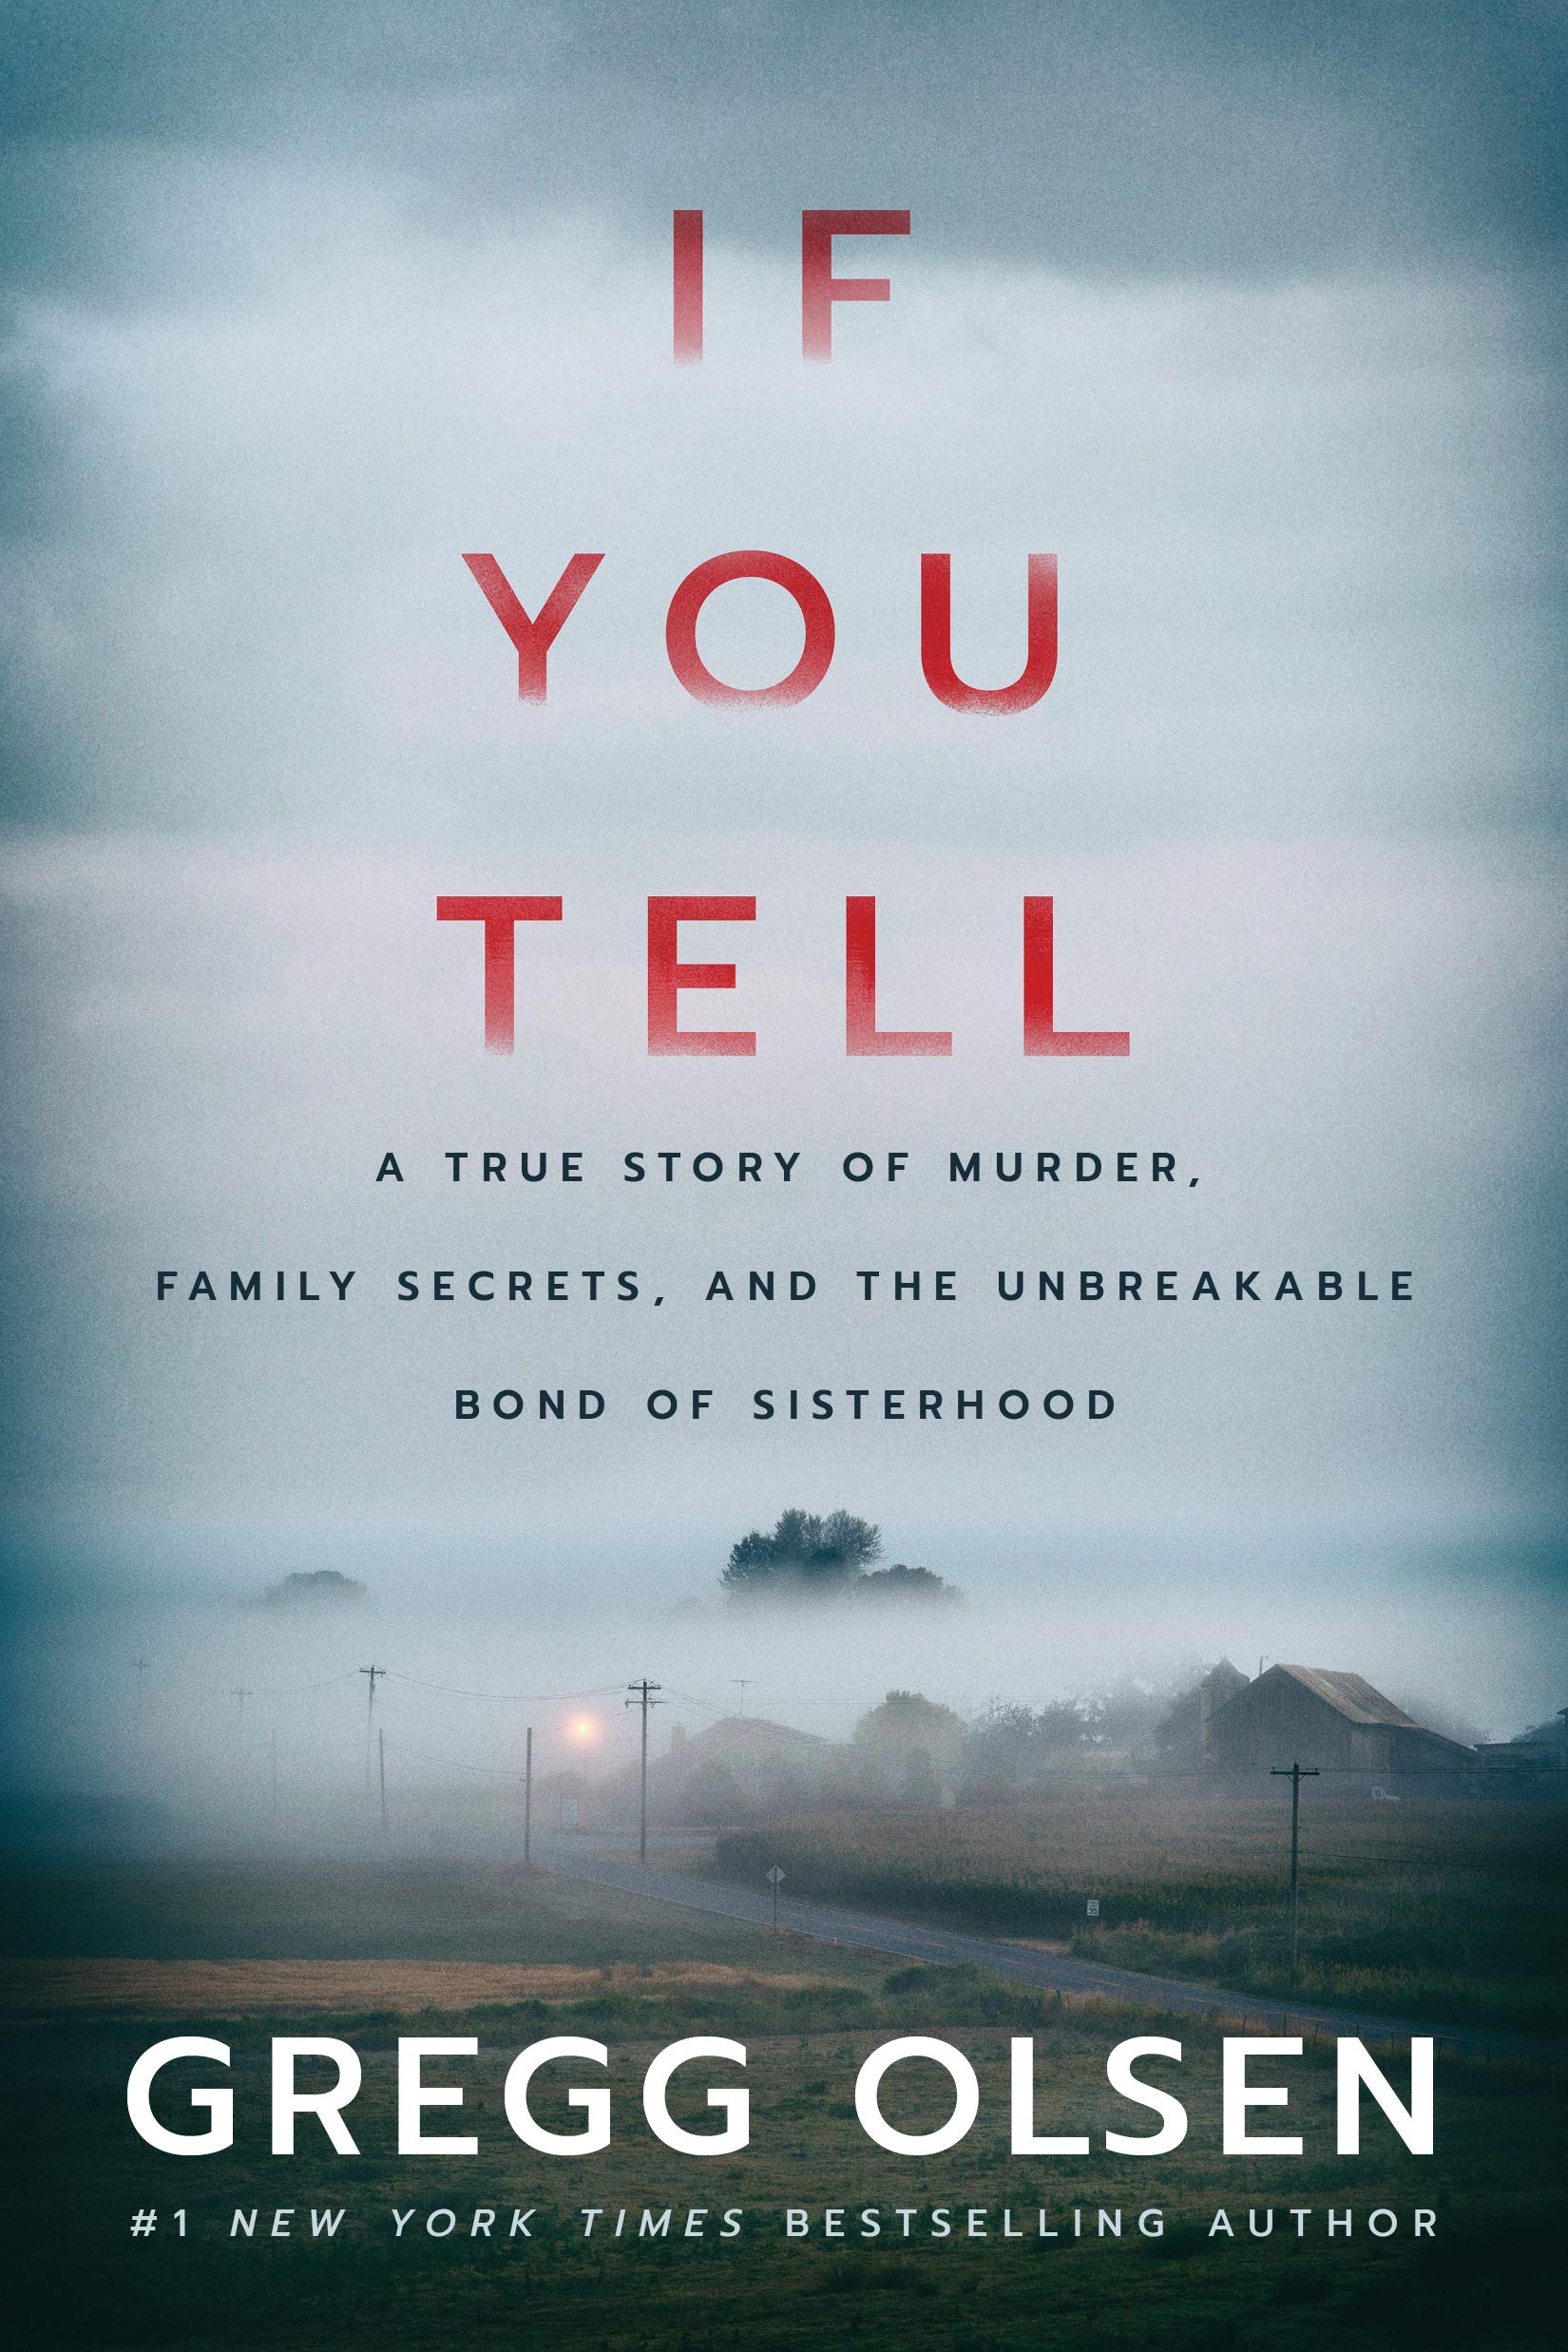 IF
YOU
TELL
A TRUE STORY OF MURDER,
FAMILY SECRETS, AND THE UNBREAKABLE
BOND OF SISTERHOOD
35
GREGG OLSEN
#1 NEW YORK TIMES BESTSELLING AUTHOR